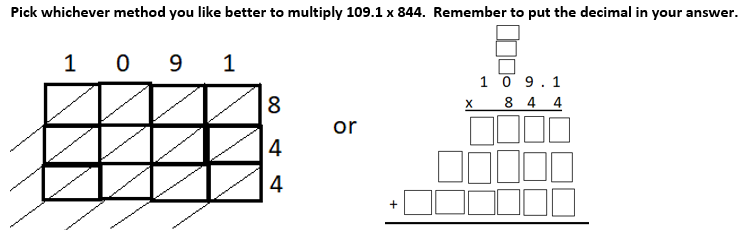 Pick whichever method you like better to multiply 109.1 x 844.  Remember to put the decimal in your answer.
1 0 9 1
8
4
4
or
1 0 9 . 1
x 8 4 4
+